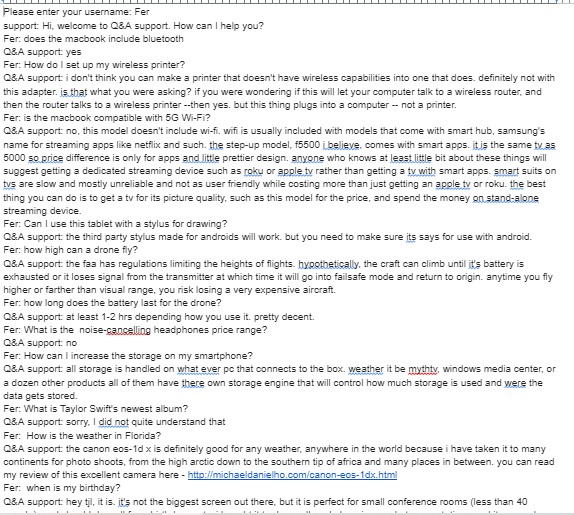 Please enter your username: Fer
support: Hi, welcome to Q&A support. How can I help you?
Fer: does the macbook include bluetooth
Q&A support: yes
Fer: How do I set up my wireless printer?
Q&A support: i don't think you can make a printer that doesn't have wireless capabilities into one that does. definitely not with
this adapter. is that what you were asking? if you were wondering if this will let your computer talk to a wireless router, and
then the router talks to a wireless printer --then yes. but this thing plugs into a computer -- not a printer.
Fer: is the macbook compatible with 5G Wi-Fi?
Q&A support: no, this model doesn't include wi-fi. wifi is usually included with models that come with smart hub, samsung's
name for streaming apps like netflix and such. the step-up model, f5500 i believe, comes with smart apps. it is the same tv as
5000 so price difference is only for apps and little prettier design. anyone who knows at least little bit about these things will
suggest getting a dedicated streaming device such as roku or apple tv rather than getting a tv with smart apps. smart suits on
tvs are slow and mostly unreliable and not as user friendly while costing more than just getting an apple tv or roku. the best
thing you can do is to get a tv for its picture quality, such as this model for the price, and spend the money on stand-alone
streaming device.
Fer: Can I use this tablet with a stylus for drawing?
Q&A support: the third party stylus made for androids will work. but you need to make sure its says for use with android.
Fer: how high can a drone fly?
Q&A support: the faa has regulations limiting the heights of flights. hypothetically, the craft can climb until it's battery is
exhausted or it loses signal from the transmitter at which time it will go into failsafe mode and return to origin. anytime you fly
higher or farther than visual range, you risk losing a very expensive aircraft.
Fer: how long does the battery last for the drone?
Q&A support: at least 1-2 hrs depending how you use it. pretty decent.
Fer: What is the noise-cancelling headphones price range?
Q&A support: no
Fer: How can I increase the storage on my smartphone?
Q&A support: all storage is handled on what ever pc that connects to the box. weather it be mythtv, windows media center, or
a dozen other products all of them have there own storage engine that will control how much storage is used and were the
data gets stored.
Fer: What is Taylor Swift's newest album?
Q&A support: sorry, I did not quite understand that
Fer: How is the weather in Florida?
Q&A support: the canon eos-1d x is definitely good for any weather, anywhere in the world because i have taken it to many
continents for photo shoots, from the high arctic down to the southern tip of africa and many places in between. you can read
my review of this excellent camera here - http://michaeldanielho.com/canon-eos-1dx.html
Fer: when is my birthday?
Q&A support: hey tjl, it is. it's not the biggest screen out there, but it is perfect for small conference rooms (less than 40